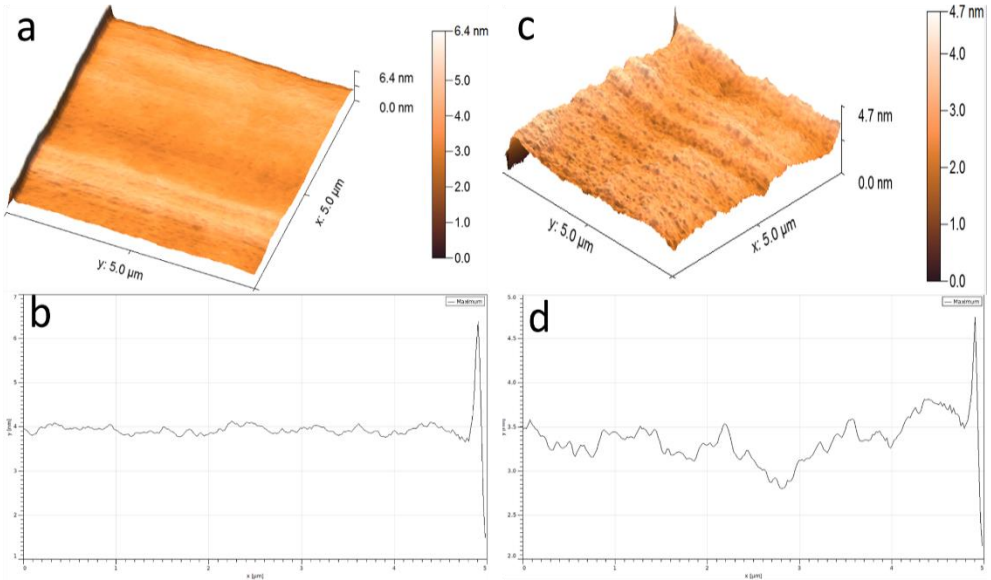 a
6.4 nm
5.0
4.0
3.0
2.0
1.0
0.0
6.4 nm
0.0 nm
x: 5.0 µm
y: 5.0 µm
c
4.7 nm
4.0
3.0
2.0
1.0
0.0
4.7 nm
0.0 nm
y: 5.0 µm
x: 5.0 µm
b
Maximum
7
6
5
4
3
2
1
y [nm]
0 1 2 3 4 5
x [µm]
d
Maximum
5.0
4.5
4.0
3.5
3.0
2.5
2.0
0 1 2 3 4 5
x [µm]